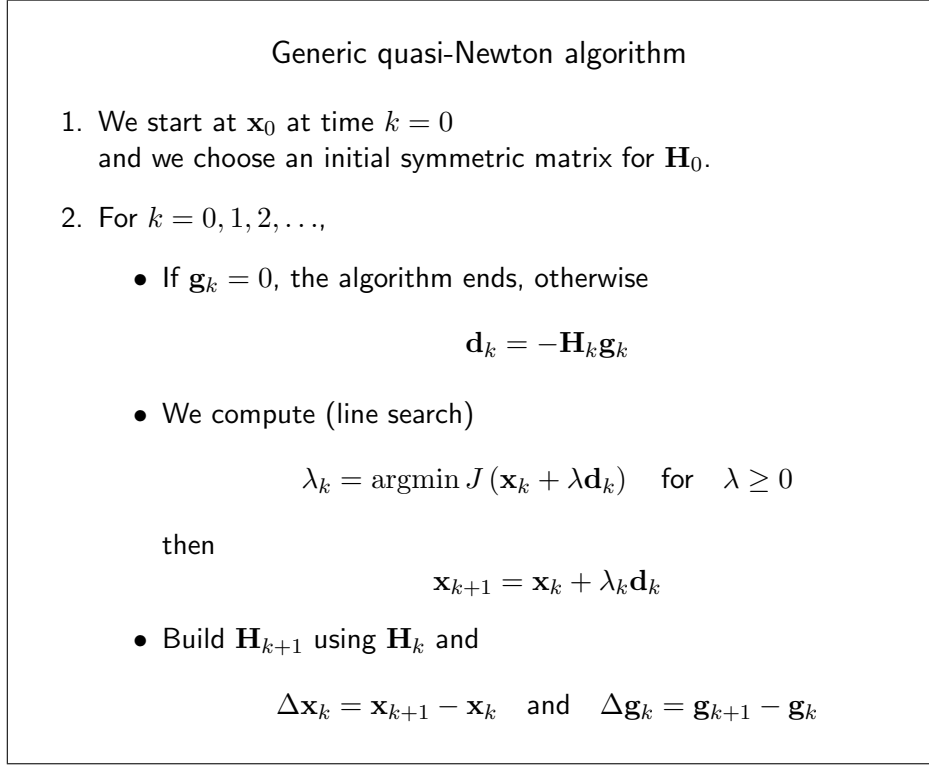 Generic quasi-Newton algorithm
1. We start at x₀ at time k = 0
and we choose an initial symmetric matrix for H₀.
2. For k = 0, 1, 2, . . .,
• If gₖ = 0, the algorithm ends, otherwise
dₖ = −Hₖgₖ
• We compute (line search)
λₖ = argmin J (xₖ + λdₖ) for λ ≥ 0
then
xₖ₊₁ = xₖ + λₖdₖ
• Build Hₖ₊₁ using Hₖ and
Δxₖ = xₖ₊₁ − xₖ and Δgₖ = gₖ₊₁ − gₖ